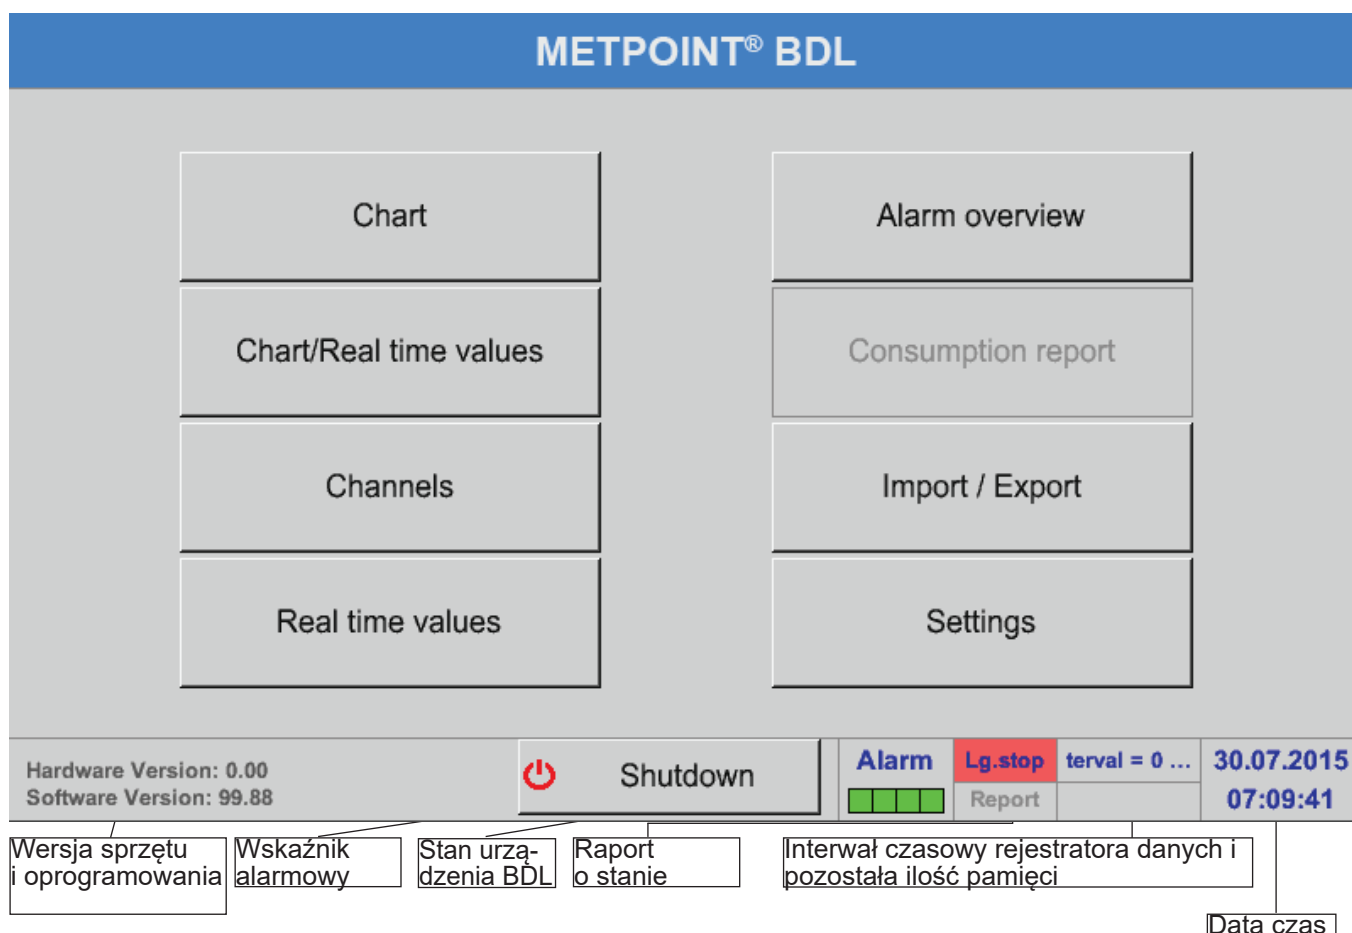 METPOINT® BDL
Chart
Alarm overview
Chart/Real time values
Consumption report
Channels
Import / Export
Real time values
Settings
Hardware Version: 0.00
Software Version: 99.88
Shutdown
Alarm
Lg.stop
Report
terval = 0 ...
30.07.2015
07:09:41
Wersja sprzętu
i oprogramowania
Wskaźnik
alarmowy
Stan urzą-
dzenia BDL
Raport
o stanie
Interwał czasowy rejestratora danych i
pozostała ilość pamięci
Data czas